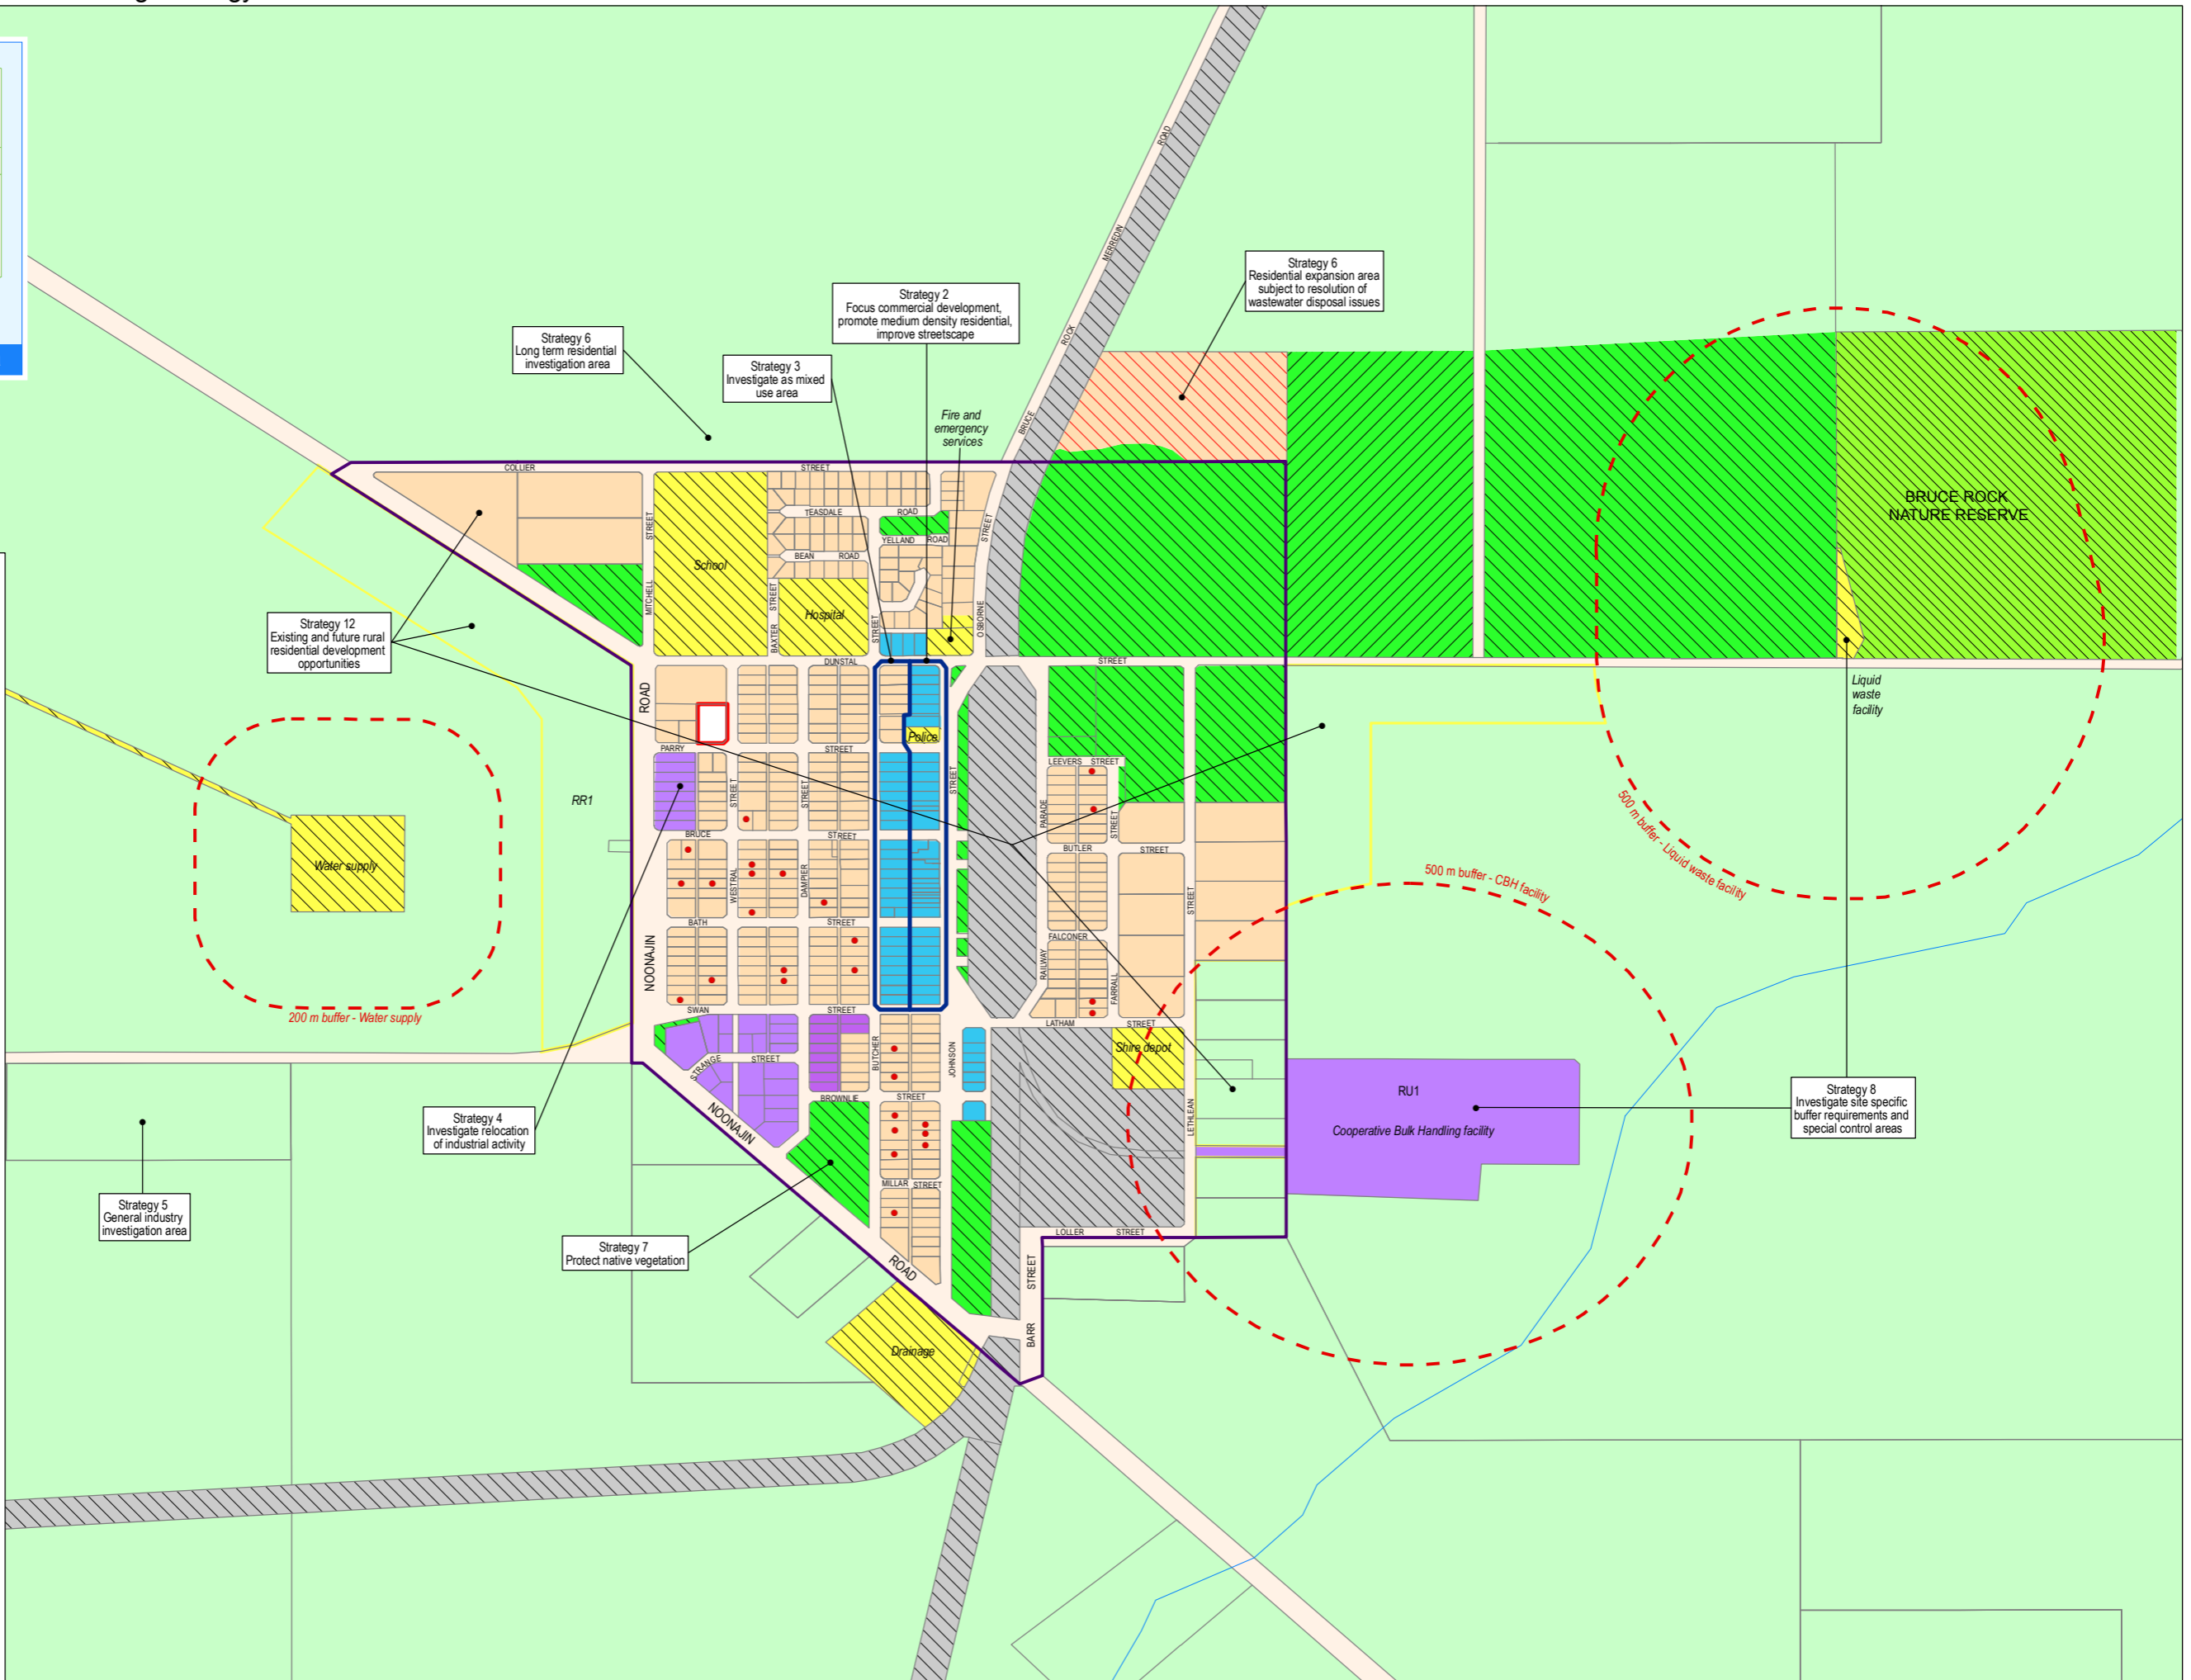 ROAD
MERREDIN
ROCK
BRUCE
Strategy 6
Residential expansion area
subject to resolution of
wastewater disposal issues
Strategy 2
Focus commercial development,
promote medium density residential,
improve streetscape
Strategy 6
Long term residential
investigation area
Strategy 3
Investigate as mixed
use area
Fire and
emergency
services
COLLIER
STREET
BRUCE ROCK
NATURE RESERVE
TEASDALE
ROAD
STREET
STREET
YELLAND
ROAD
BEAN
ROAD
School
MITCHELL
STREET
BAXTER
Hospital
STREET
OSBORNE
Strategy 12
Existing and future rural
residential development
opportunities
DUNSTAL
STREET
Liquid
waste
facility
ROAD
Police
PARRY
STREET
LEEVERS
STREET
STREET
STREET
STREET
RR1
PARADE
STREET
500 m buffer - Liquid waste facility
BRUCE
STREET
BUTLER
STREET
Water supply
WESTRAL
DAMPIER
500 m buffer - CBH facility
STREET
BATH
STREET
FALCONER
NOONAJIN
RAILWAY
FARRALL
200 m buffer - Water supply
SWAN
STREET
LATHAM
STREET
STRANGE
STREET
BUTCHER
JOHNSON
Shire depot
RU1
Cooperative Bulk Handling facility
Strategy 8
Investigate site specific
buffer requirements and
special control areas
BROWNLIE
STREET
LETHLEAN
Strategy 4
Investigate relocation
of industrial activity
NOONAJIN
Strategy 5
General industry
investigation area
MILLAR
STREET
Strategy 7
Protect native vegetation
LOLLER
STREET
ROAD
STREET
BARR
Drainage